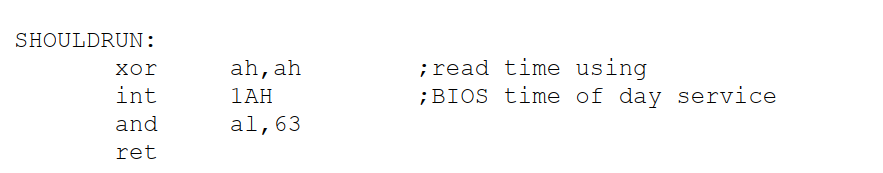 SHOULDRUN:
xor ah,ah ;read time using
int 1AH ;BIOS time of day service
and al,63
ret